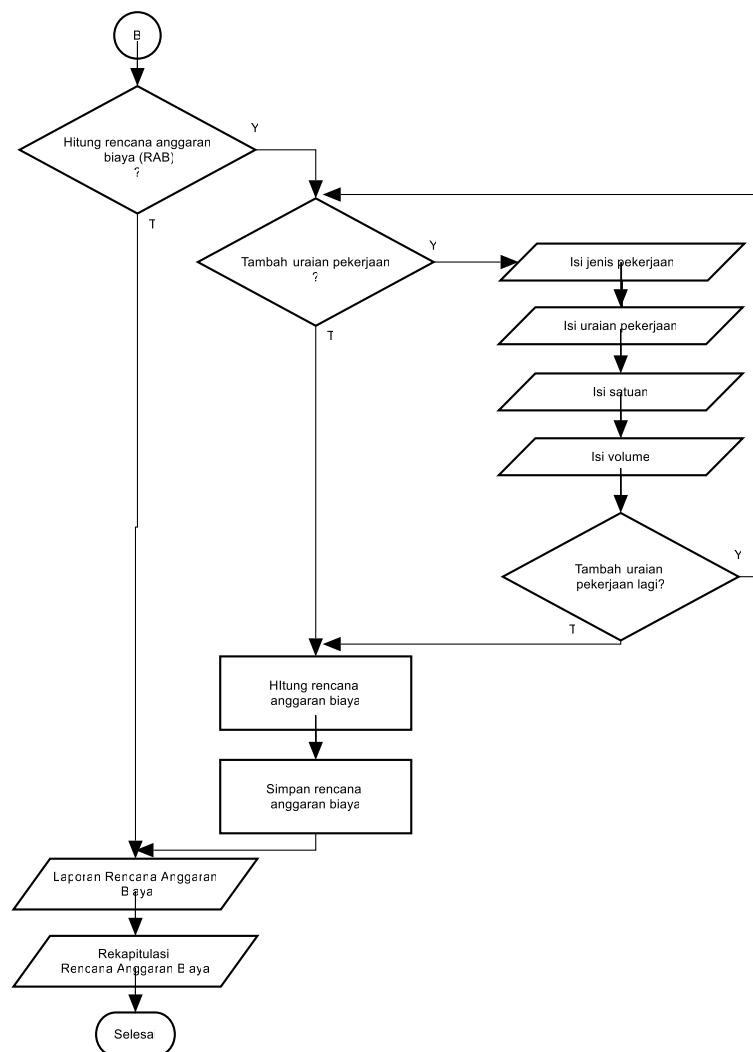 B
Hitung rencana anggaran
biaya (RAB)
?
Y
T
Tambah uraian pekerjaan
?
Y
T
Isi jenis pekerjaan
Isi uraian pekerjaan
Isi satuan
Isi volume
Tambah uraian
pekerjaan lagi?
Y
T
HItung rencana
anggaran biaya
Simpan rencana
anggaran biaya
Laporan Rencana Anggaran
Biaya
Rekapitulasi
Rencana Anggaran Biaya
Selesai